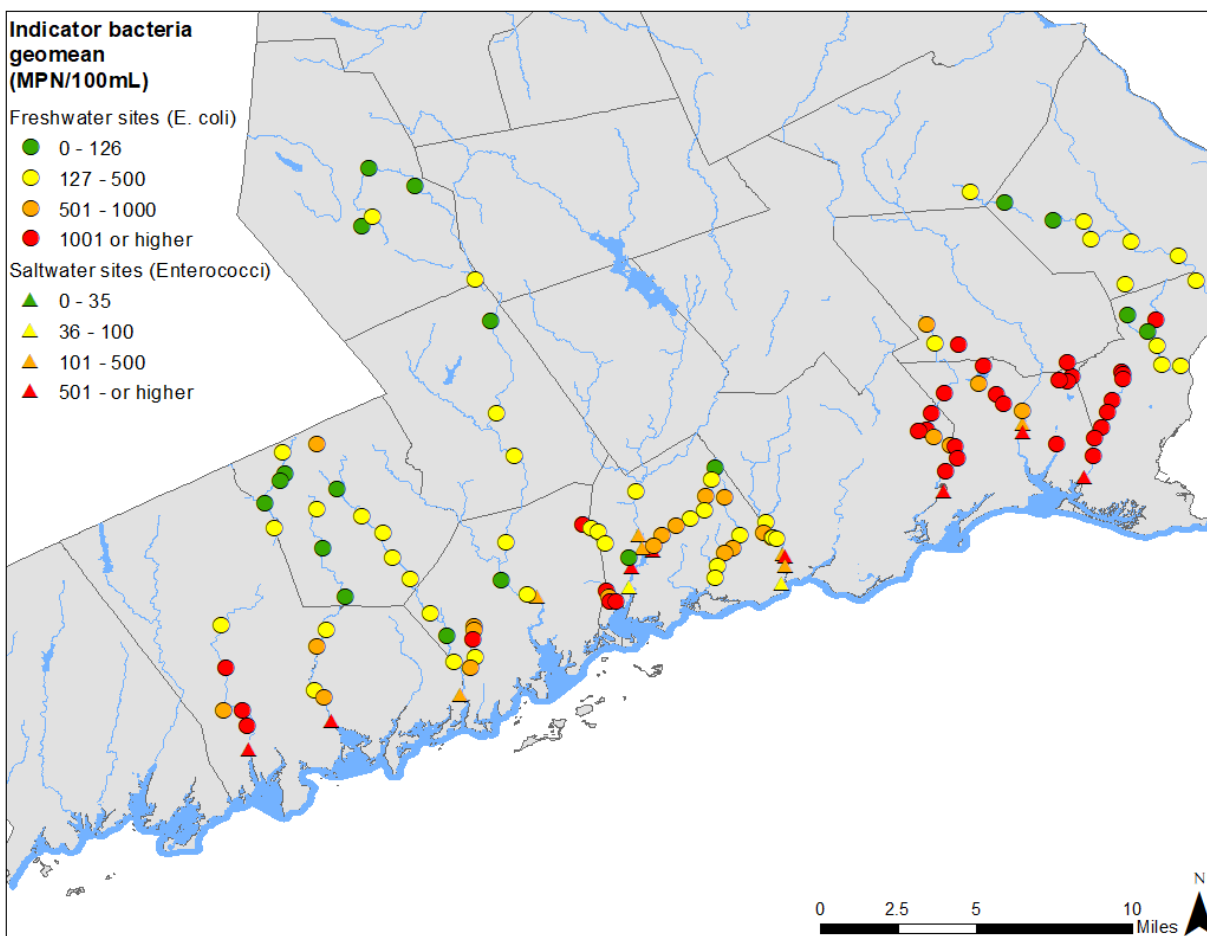 Indicator bacteria
geomean
(MPN/100mL)
Freshwater sites (E. coli)
0 - 126
127 - 500
501 - 1000
1001 or higher
Saltwater sites (Enterococci)
0 - 35
36 - 100
101 - 500
501 - or higher
N
0 2.5 5 10
Miles